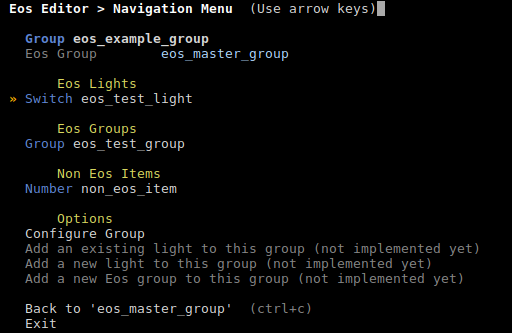 Eos Editor > Navigation Menu  (Use arrow keys)
Group eos_example_group
Eos Group        eos_master_group
Eos Lights
» Switch eos_test_light
Eos Groups
Group eos_test_group
Non Eos Items
Number non_eos_item
Options
Configure Group
Add an existing light to this group (not implemented yet)
Add a new light to this group (not implemented yet)
Add a new Eos group to this group (not implemented yet)
Back to 'eos_master_group'  (ctrl+c)
Exit